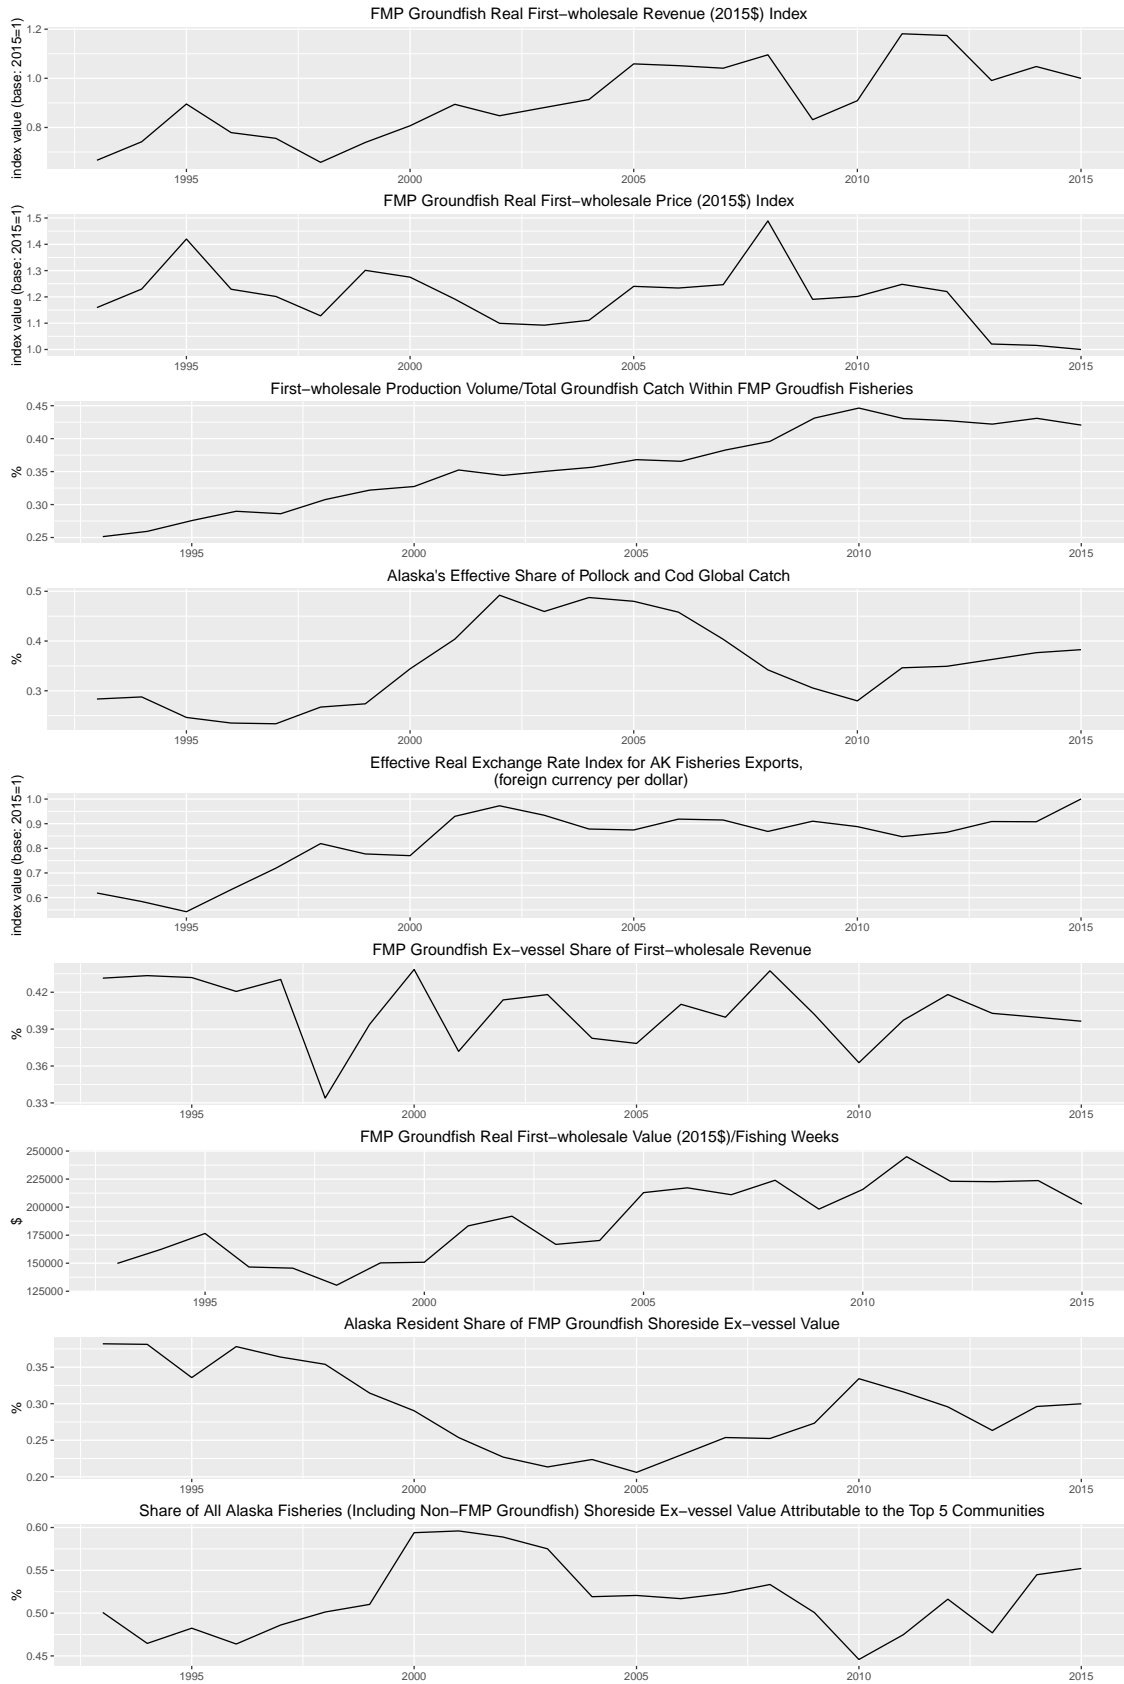 FMP Groundfish Real First−wholesale Revenue (2015$) Index
index value (base: 2015=1)
1.2
1.0
0.8
1995 2000 2005 2010 2015
FMP Groundfish Real First−wholesale Price (2015$) Index
index value (base: 2015=1)
1.5
1.4
1.3
1.2
1.1
1.0
1995 2000 2005 2010 2015
First−wholesale Production Volume/Total Groundfish Catch Within FMP Groudfish Fisheries
%
0.45
0.40
0.35
0.30
0.25
1995 2000 2005 2010 2015
Alaska's Effective Share of Pollock and Cod Global Catch
%
0.5
0.4
0.3
1995 2000 2005 2010 2015
Effective Real Exchange Rate Index for AK Fisheries Exports,
(foreign currency per dollar)
index value (base: 2015=1)
1.0
0.9
0.8
0.7
0.6
1995 2000 2005 2010 2015
FMP Groundfish Ex−vessel Share of First−wholesale Revenue
%
0.42
0.39
0.36
0.33
1995 2000 2005 2010 2015
FMP Groundfish Real First−wholesale Value (2015$)/Fishing Weeks
$
250000
225000
200000
175000
150000
125000
1995 2000 2005 2010 2015
Alaska Resident Share of FMP Groundfish Shoreside Ex−vessel Value
%
0.35
0.30
0.25
0.20
1995 2000 2005 2010 2015
Share of All Alaska Fisheries (Including Non−FMP Groundfish) Shoreside Ex−vessel Value Attributable to the Top 5 Communities
%
0.60
0.55
0.50
0.45
1995 2000 2005 2010 2015